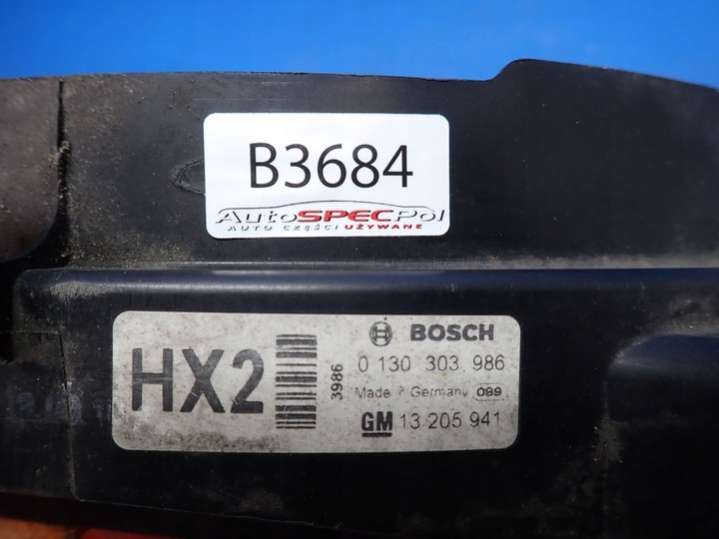 B3684
AutoSPECPol
AUTO CZĘŚCI UŻYWANE
HX2
3986
BOSCH
0 130 303 986
Made in Germany 089
GM 13 205 941